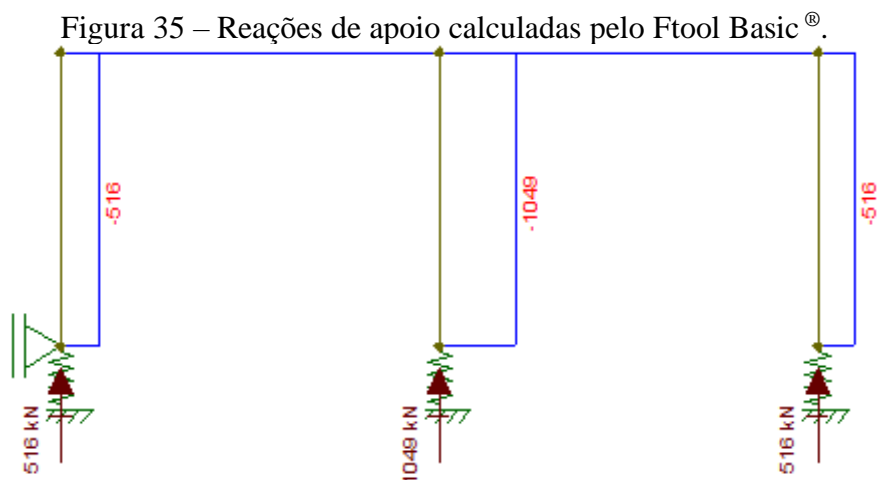 Figura 35 – Reações de apoio calculadas pelo Ftool Basic ®.
-516
-1049
-516
516 kN
1049 kN
516 kN